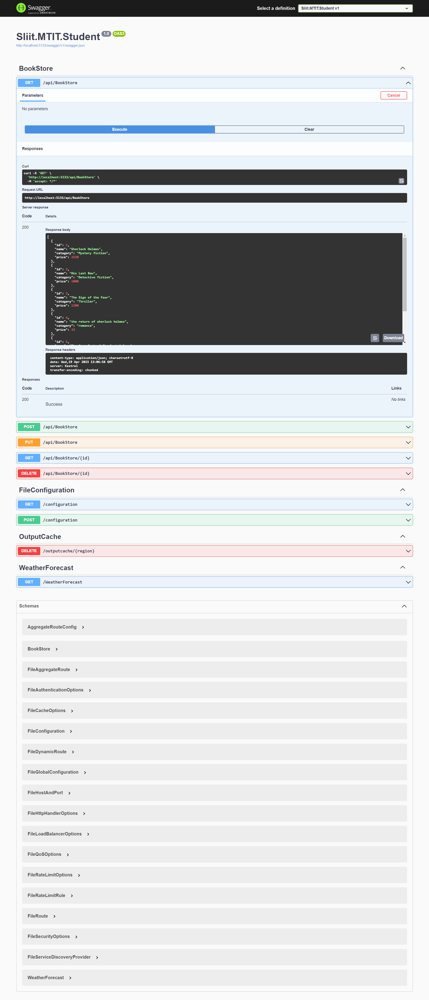 Swagger.
Supported by SMARTBEAR
Select a definition
Sliit.MTIT.Student v1
Sliit.MTIT.Student 1.0 OAS3
http://localhost:5133/swagger/v1/swagger.json
BookStore
GET /api/BookStore
Parameters
Cancel
No parameters
Execute
Clear
Responses
Curl
curl -X 'GET' \
'http://localhost:5133/api/BookStore' \
-H 'accept: */*'
Request URL
http://localhost:5133/api/BookStore
Server response
Code Details
200
Response body
[
{
"id": 1,
"name": "Sherlock Holmes",
"catagory": "Mystery fiction",
"price": 2320
},
{
"id": 2,
"name": "His Last Bow",
"catagory": "Detective fiction",
"price": 1000
},
{
"id": 3,
"name": "The Sign of the Four",
"catagory": "Thriller",
"price": 1200
},
{
"id": 4,
"name": "the return of sherlock holmes",
"catagory": "romance",
"price": 23
},
{
"id": 5,
Download
Response headers
content-type: application/json; charset=utf-8
date: Wed,19 Apr 2023 13:06:58 GMT
server: Kestrel
transfer-encoding: chunked
Responses
Code Description Links
200
Success
No links
POST /api/BookStore
PUT /api/BookStore
GET /api/BookStore/{id}
DELETE /api/BookStore/{id}
FileConfiguration
GET /configuration
POST /configuration
OutputCache
DELETE /outputcache/{region}
WeatherForecast
GET /WeatherForecast
Schemas
AggregateRouteConfig
BookStore
FileAggregateRoute
FileAuthenticationOptions
FileCacheOptions
FileConfiguration
FileDynamicRoute
FileGlobalConfiguration
FileHostAndPort
FileHttpHandlerOptions
FileLoadBalancerOptions
FileQoSOptions
FileRateLimitOptions
FileRateLimitRule
FileRoute
FileSecurityOptions
FileServiceDiscoveryProvider
WeatherForecast